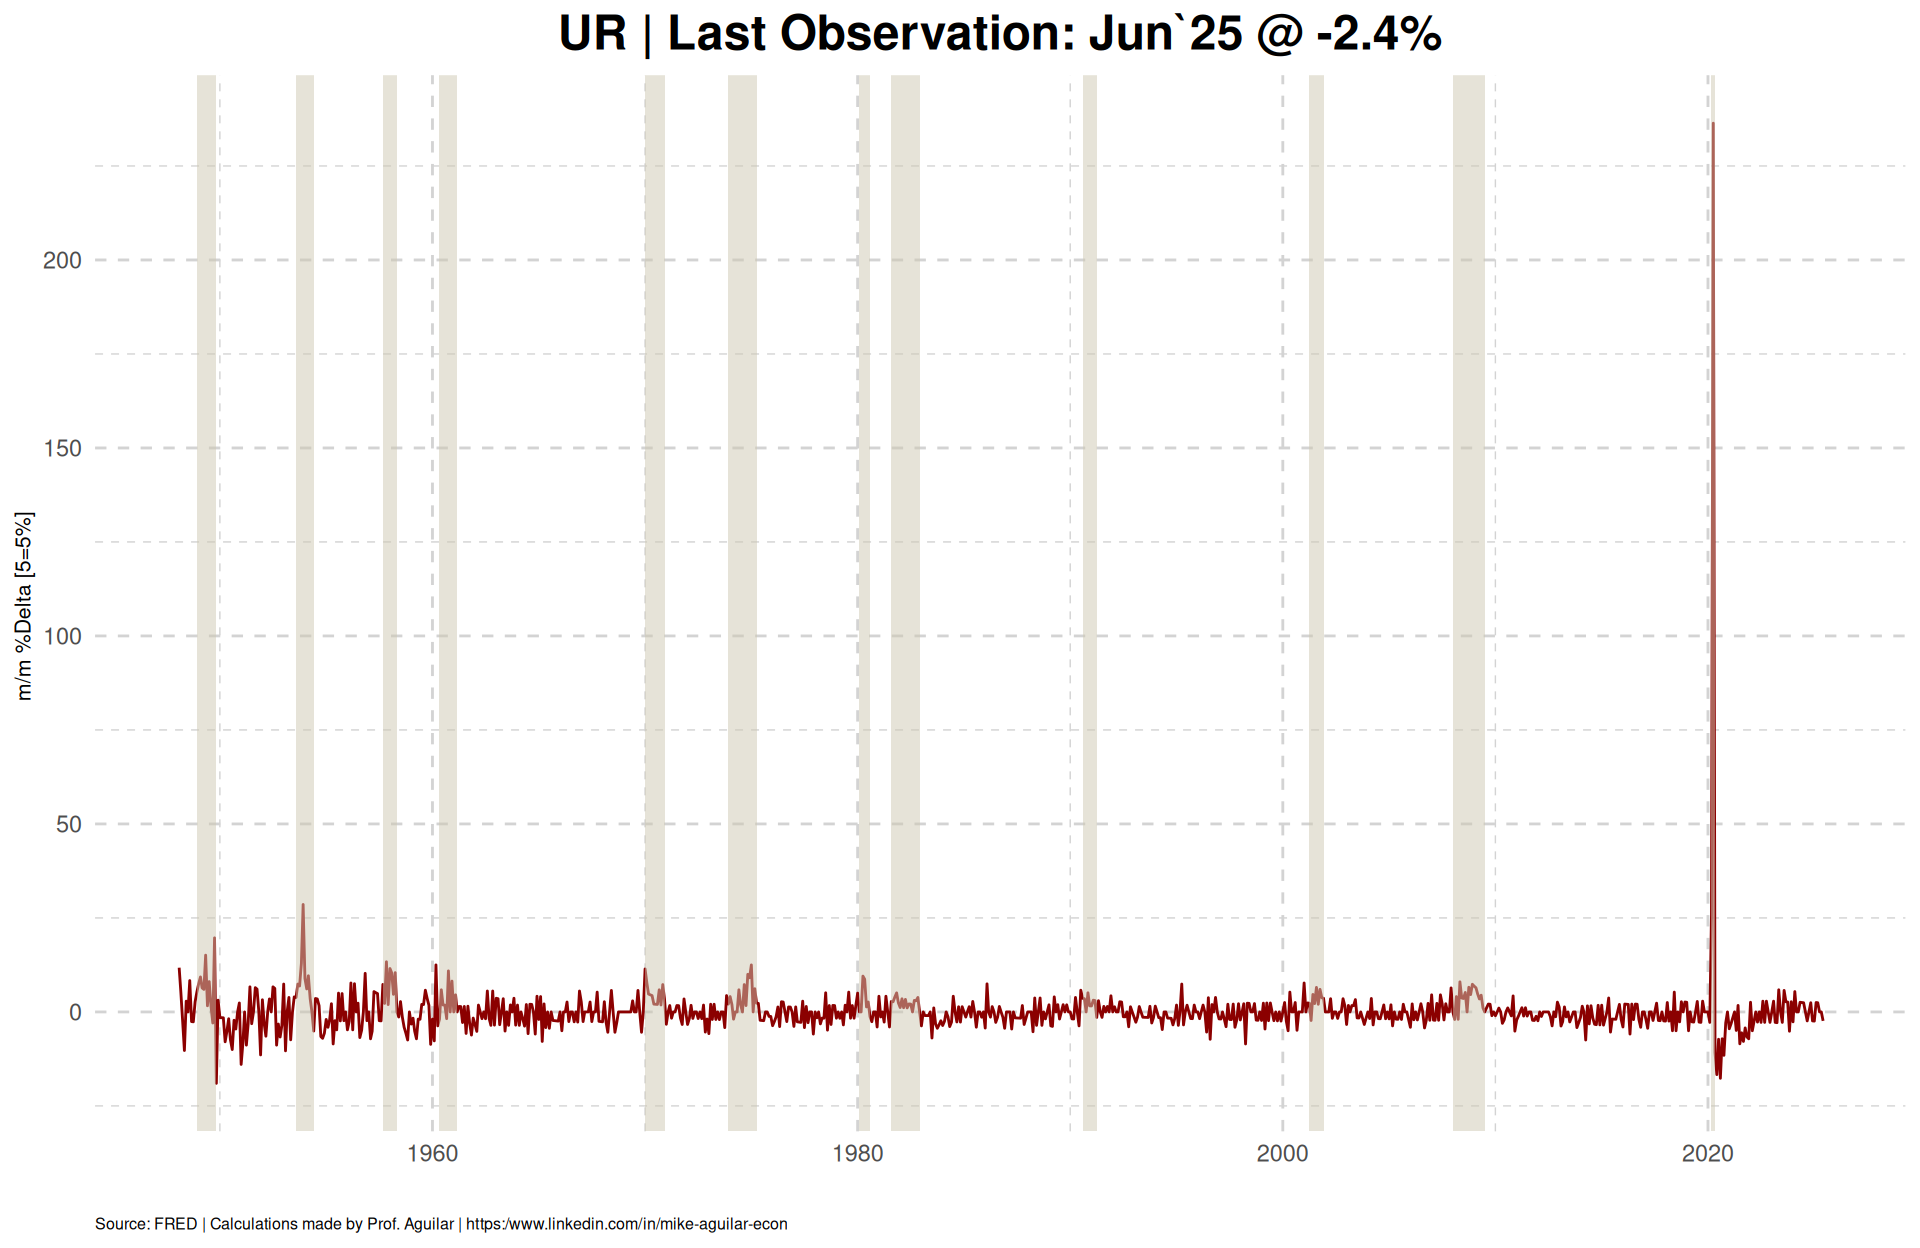 UR | Last Observation: Jun`25 @ -2.4%
m/m %Delta [5=5%]
200
150
100
50
0
1960 1980 2000 2020
Source: FRED | Calculations made by Prof. Aguilar | https:/www.linkedin.com/in/mike-aguilar-econ